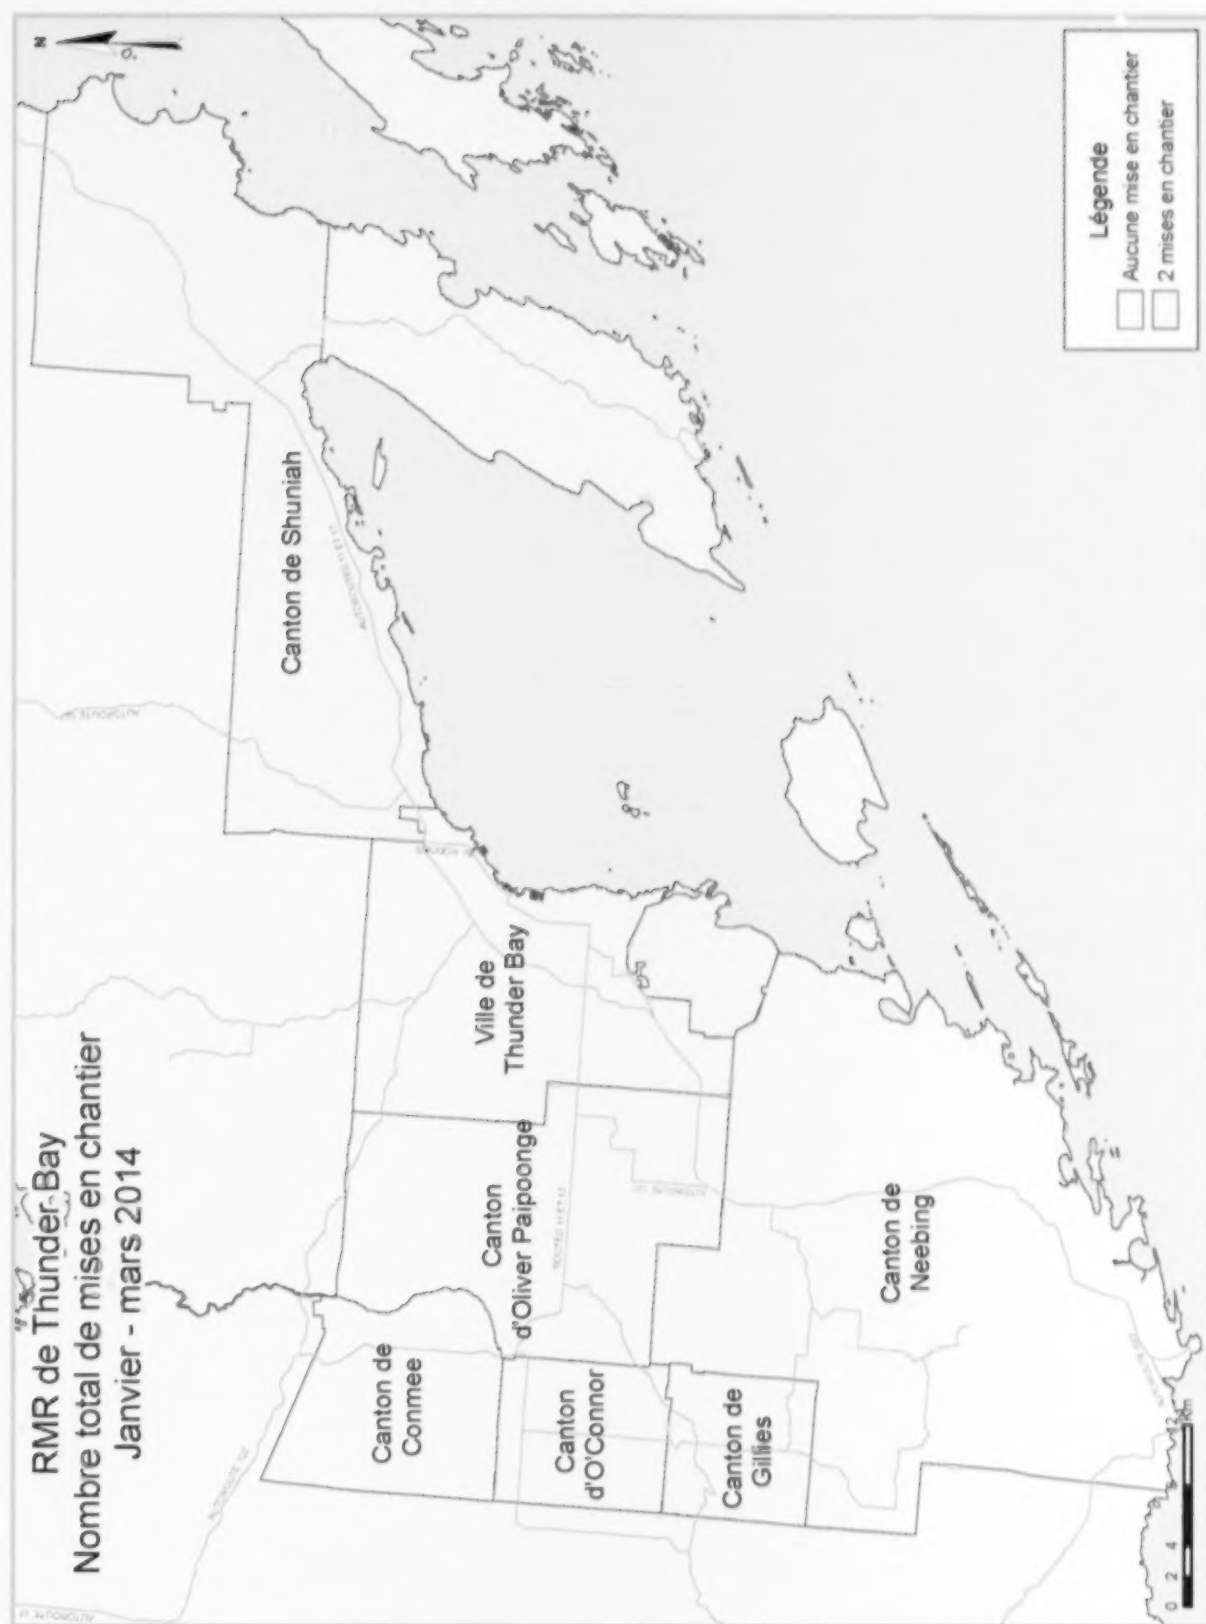 RMR de Thunder Bay
Nombre total de mises en chantier
Janvier - mars 2014
N
Canton de Shuniah
Ville de
Thunder Bay
Canton
d'Oliver Paipoonge
Canton de
Conmee
Canton
d'O'Connor
Canton de
Gillies
Canton de
Neebing
Légende
Aucune mise en chantier
2 mises en chantier
0 2 4
12
Km